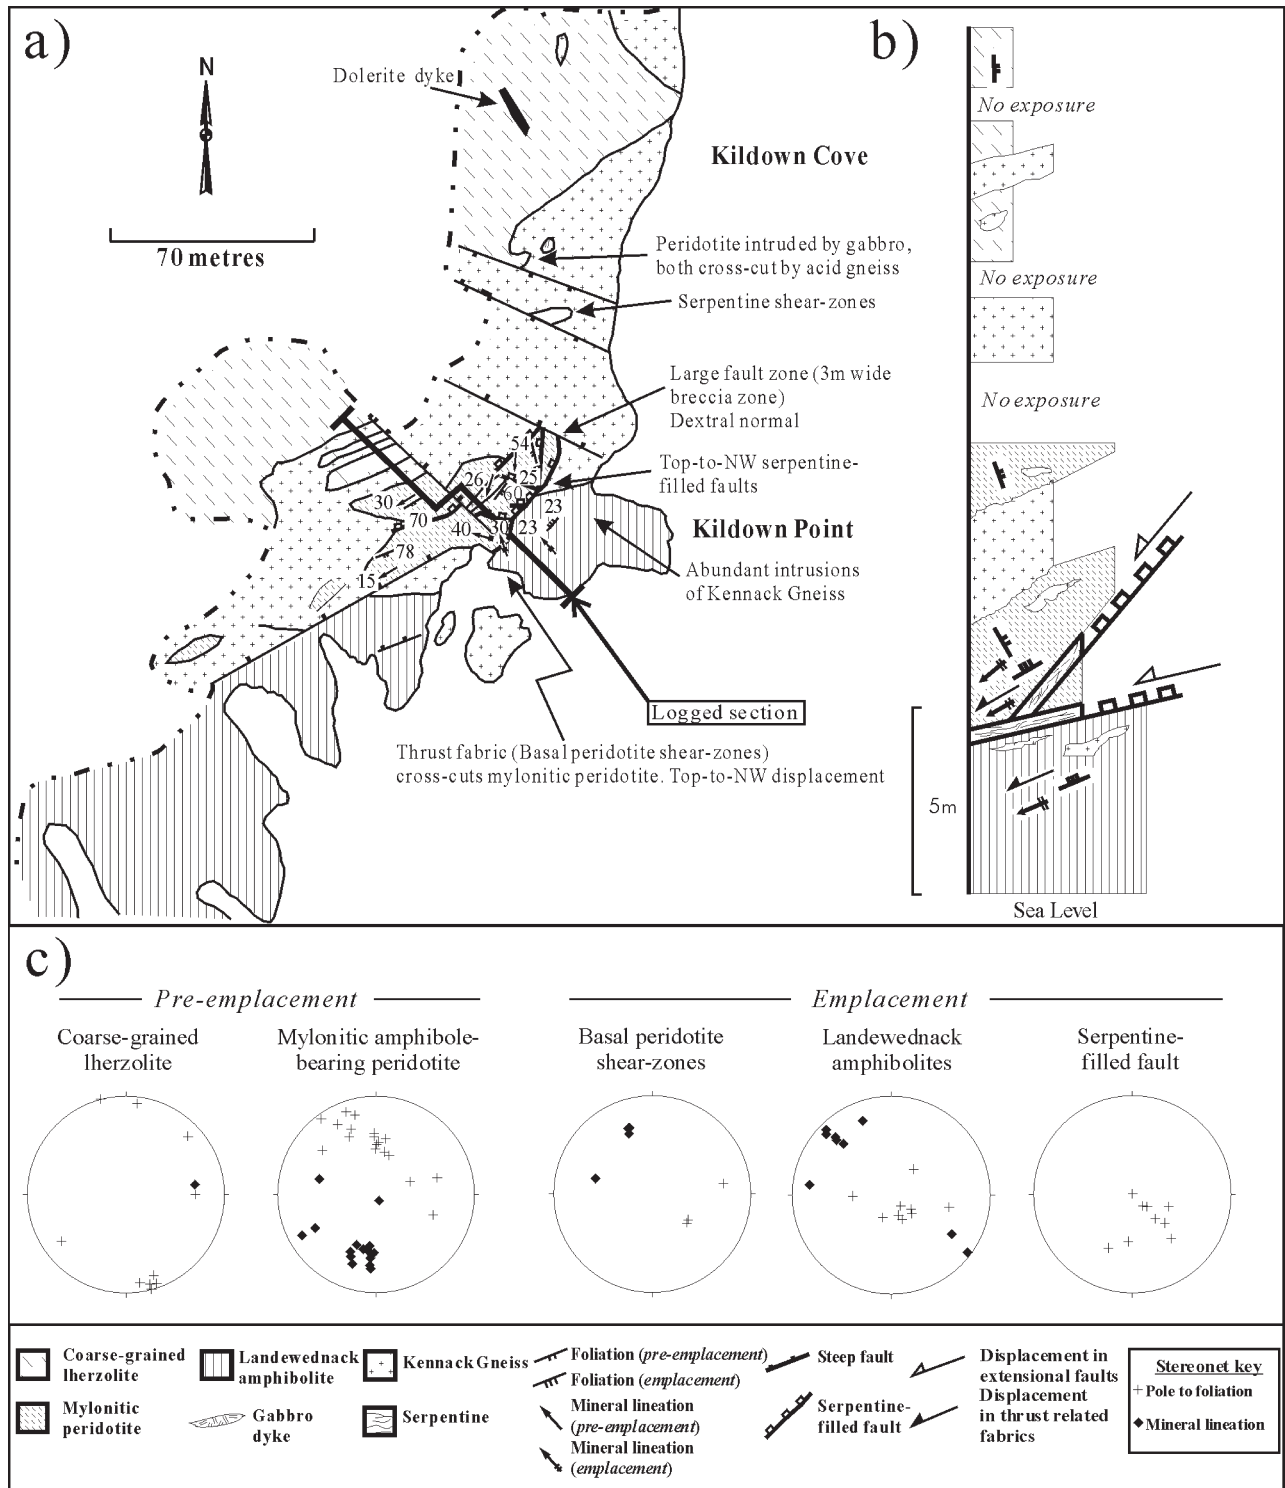 a)
N
70 metres
Dolerite dyke
Kildown Cove
Peridotite intruded by gabbro,
both cross-cut by acid gneiss
Serpentine shear-zones
Large fault zone (3m wide
breccia zone)
Dextral normal
Top-to-NW serpentine-
filled faults
Kildown Point
Abundant intrusions
of Kennack Gneiss
54
26
25
60
30
23
70
40
30
23
78
15
Logged section
Thrust fabric (Basal peridotite shear-zones)
cross-cuts mylonitic peridotite. Top-to-NW displacement
b)
No exposure
No exposure
No exposure
5m
Sea Level
c)
Pre-emplacement
Emplacement
Coarse-grained
lherzolite
Mylonitic amphibole-
bearing peridotite
Basal peridotite
shear-zones
Landewednack
amphibolites
Serpentine-
filled fault
Coarse-grained
lherzolite
Mylonitic
peridotite
Landewednack
amphibolite
Gabbro
dyke
Kennack Gneiss
Serpentine
Foliation (pre-emplacement)
Foliation (emplacement)
Mineral lineation
(pre-emplacement)
Mineral lineation
(emplacement)
Steep fault
Serpentine-
filled fault
Displacement in
extensional faults
Displacement
in thrust related
fabrics
Stereonet key
Pole to foliation
Mineral lineation